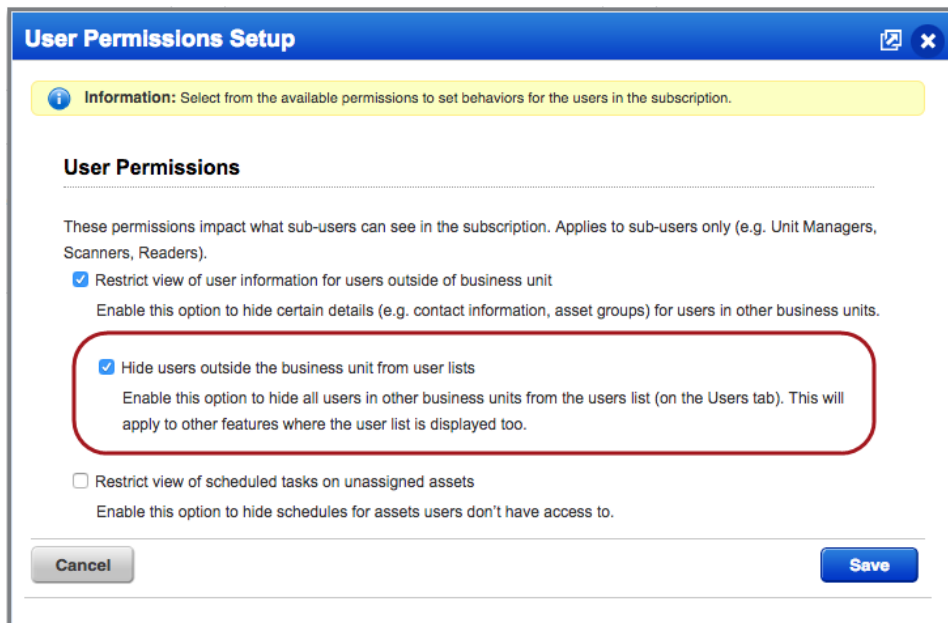 User Permissions Setup
Information: Select from the available permissions to set behaviors for the users in the subscription.
User Permissions
These permissions impact what sub-users can see in the subscription. Applies to sub-users only (e.g. Unit Managers,
Scanners, Readers).
Restrict view of user information for users outside of business unit
Enable this option to hide certain details (e.g. contact information, asset groups) for users in other business units.
Hide users outside the business unit from user lists
Enable this option to hide all users in other business units from the users list (on the Users tab). This will
apply to other features where the user list is displayed too.
Restrict view of scheduled tasks on unassigned assets
Enable this option to hide schedules for assets users don't have access to.
Cancel
Save